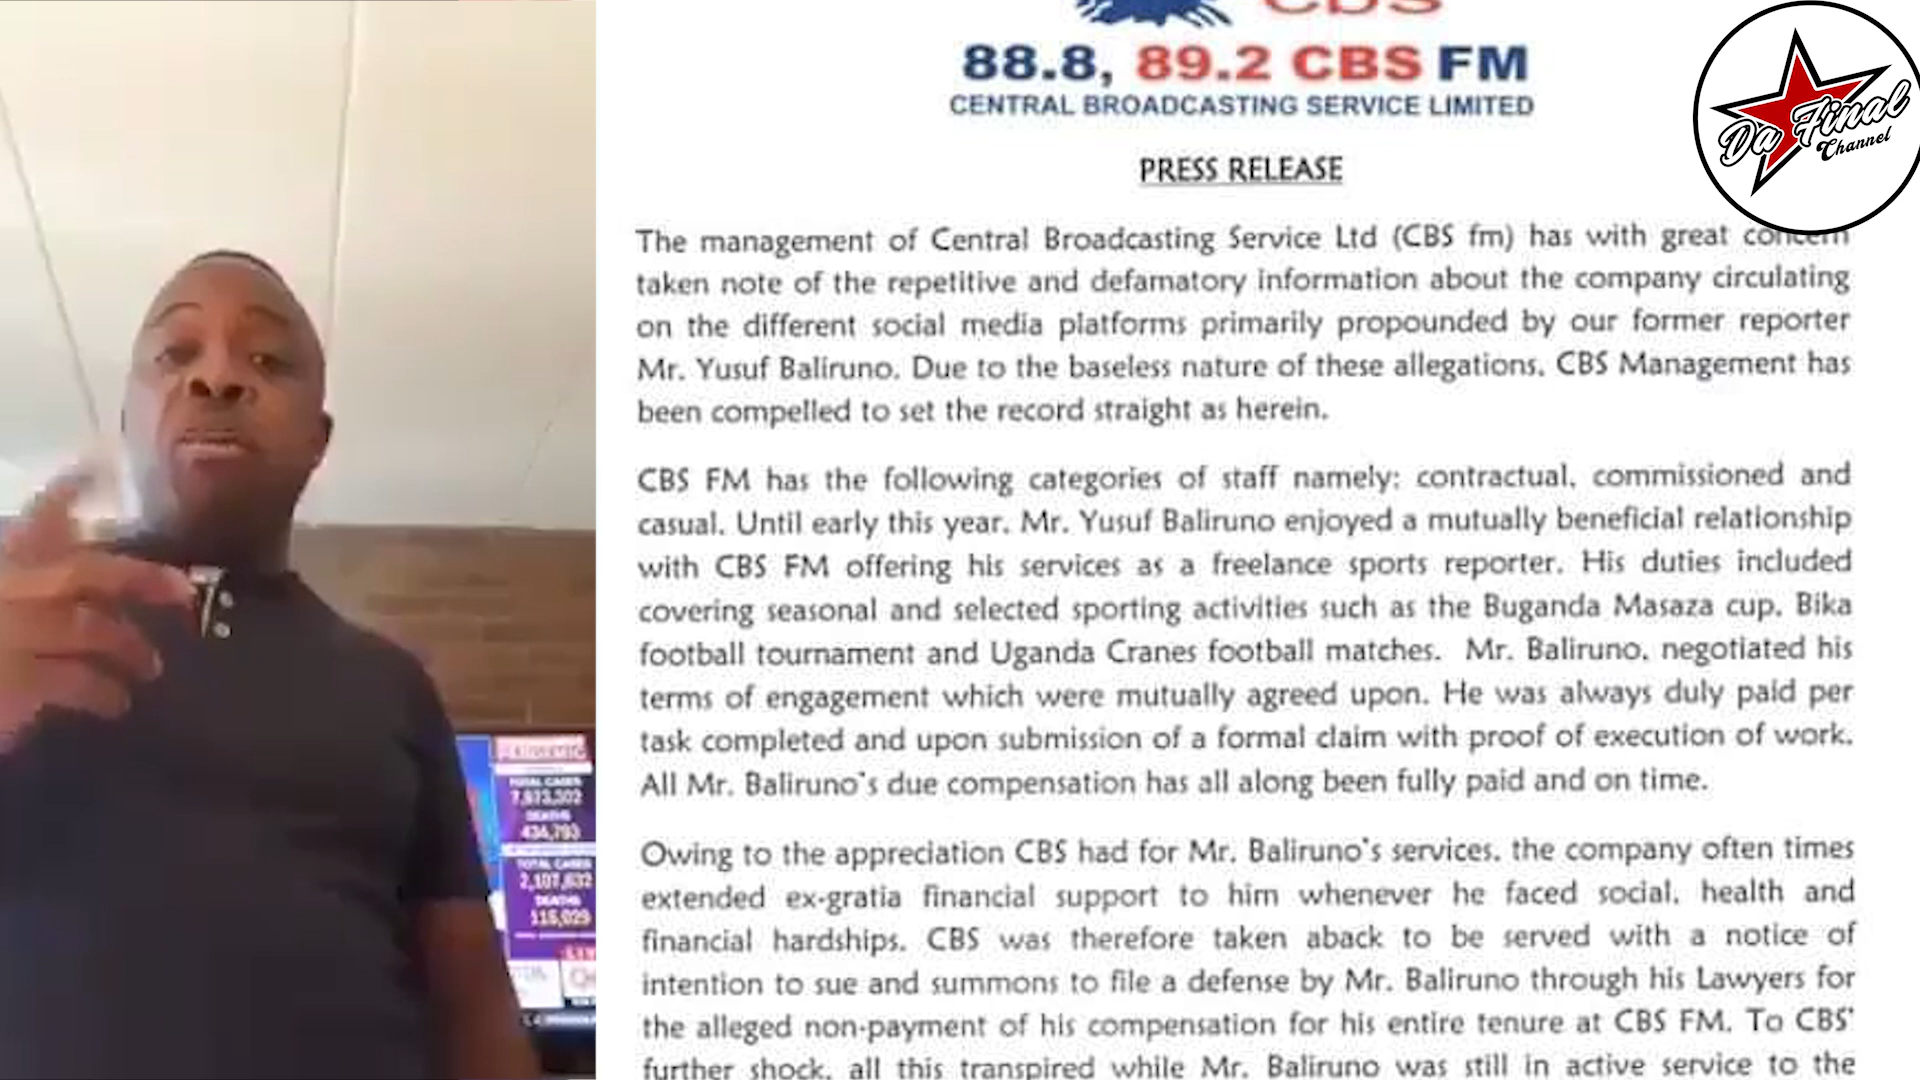 CBS
88.8, 89.2 CBS FM
CENTRAL BROADCASTING SERVICE LIMITED
Da Final
Channel
PRESS RELEASE
The management of Central Broadcasting Service Ltd (CBS fm) has with great concern
taken note of the repetitive and defamatory information about the company circulating
on the different social media platforms primarily propounded by our former reporter
Mr. Yusuf Baliruno. Due to the baseless nature of these allegations, CBS Management has
been compelled to set the record straight as herein.
CBS FM has the following categories of staff namely: contractual, commissioned and
casual. Until early this year, Mr. Yusuf Baliruno enjoyed a mutually beneficial relationship
with CBS FM offering his services as a freelance sports reporter. His duties included
covering seasonal and selected sporting activities such as the Buganda Masaza cup, Bika
football tournament and Uganda Cranes football matches. Mr. Baliruno, negotiated his
terms of engagement which were mutually agreed upon. He was always duly paid per
task completed and upon submission of a formal claim with proof of execution of work.
All Mr. Baliruno's due compensation has all along been fully paid and on time.
Owing to the appreciation CBS had for Mr. Baliruno's services, the company often times
extended ex-gratia financial support to him whenever he faced social, health and
financial hardships. CBS was therefore taken aback to be served with a notice of
intention to sue and summons to file a defense by Mr. Baliruno through his Lawyers for
the alleged non-payment of his compensation for his entire tenure at CBS FM. To CBS'
further shock, all this transpired while Mr. Baliruno was still in active service to the
TOTAL CASES
DEATHS
434,793
TOTAL CASES
2,107,632
DEATHS